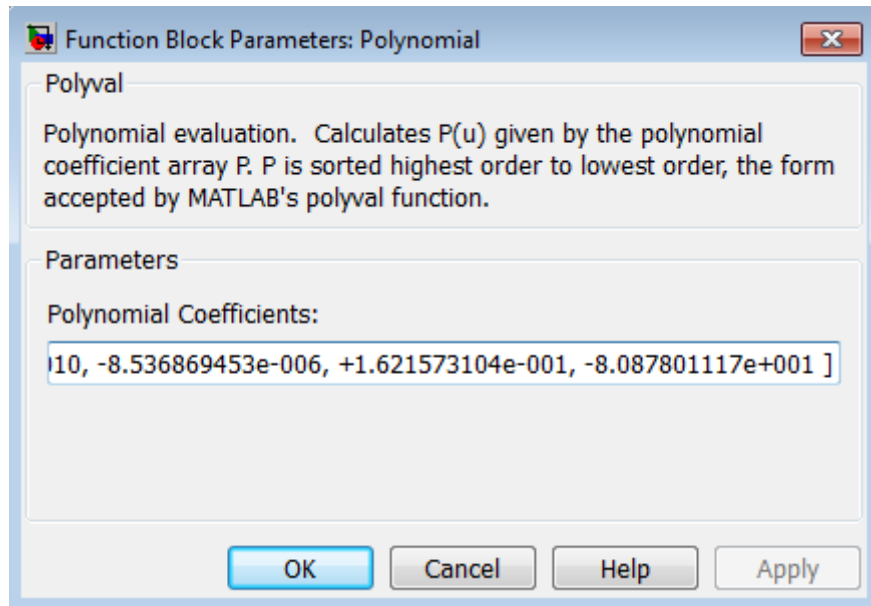 Function Block Parameters: Polynomial
Polyval
Polynomial evaluation. Calculates P(u) given by the polynomial
coefficient array P. P is sorted highest order to lowest order, the form
accepted by MATLAB's polyval function.
Parameters
Polynomial Coefficients:
10, -8.536869453e-006, +1.621573104e-001, -8.087801117e+001 ]
OK Cancel Help Apply